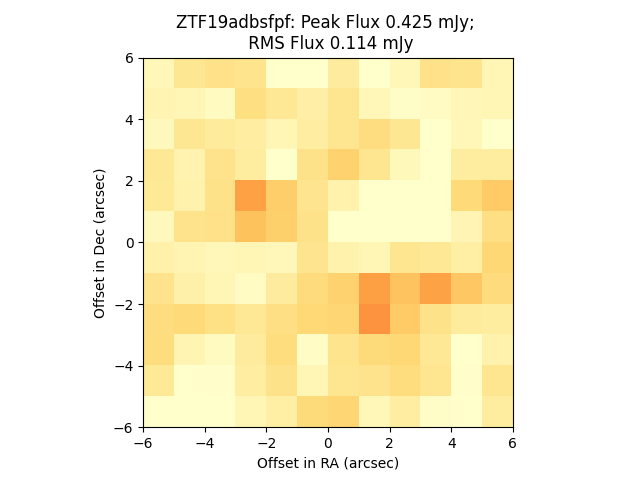 ZTF19adbsfpf: Peak Flux 0.425 mJy;
RMS Flux 0.114 mJy
6
4
2
0
−2
−4
−6
Offset in Dec (arcsec)
−6 −4 −2 0 2 4 6
Offset in RA (arcsec)